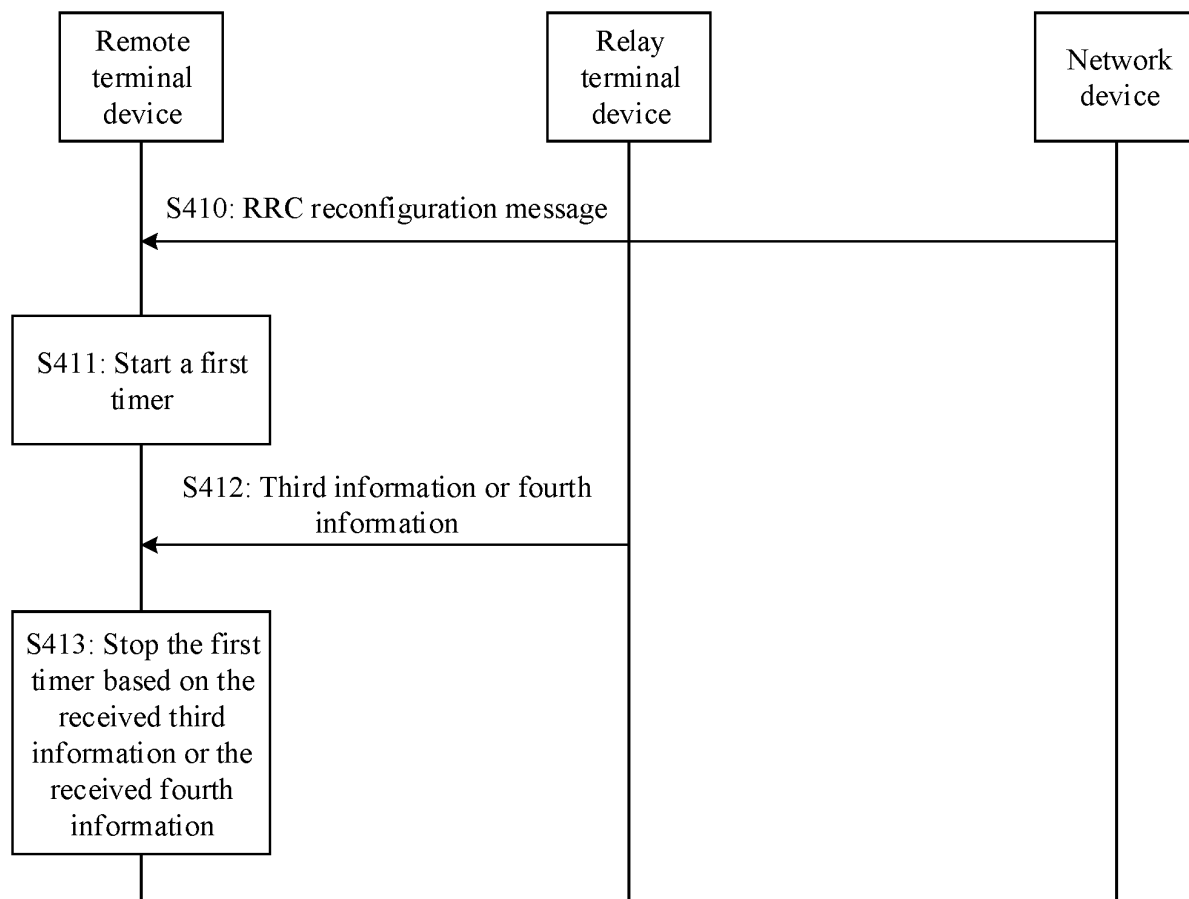 Remote
terminal
device
Relay
terminal
device
Network
device
S410: RRC reconfiguration message
S411: Start a first
timer
S412: Third information or fourth
information
S413: Stop the first
timer based on the
received third
information or the
received fourth
information